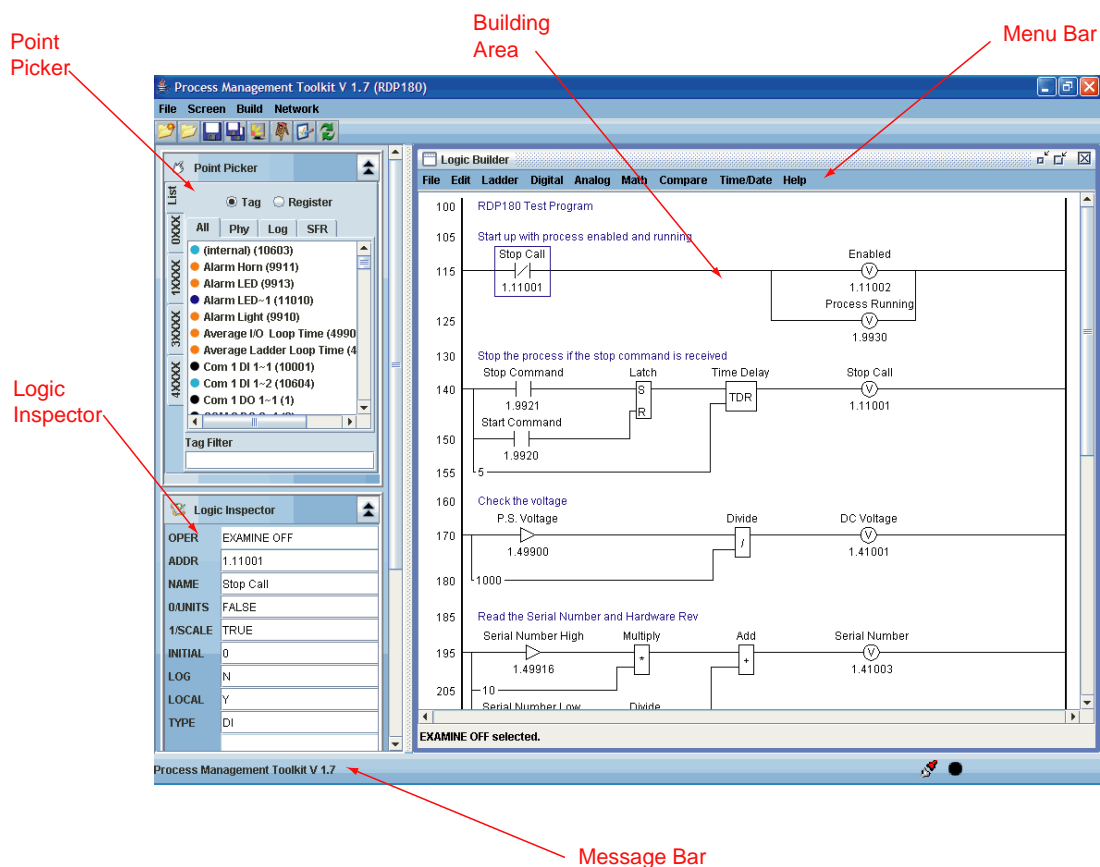 Building
Area
Menu Bar
Point
Picker
Process Management Toolkit V 1.7 (RDP180)
File Screen Build Network
Point Picker
List
0XXXX
1XXXX
3XXXX
4XXXX
Tag Register
All Phy Log SFR
(internal) (10603)
Alarm Horn (9911)
Alarm LED (9913)
Alarm LED~1 (11010)
Alarm Light (9910)
Average I/O Loop Time (4990
Average Ladder Loop Time (4
Com 1 DI 1~1 (10001)
Com 1 DI 1~2 (10604)
Com 1 DO 1~1 (1)
Tag Filter
Logic
Inspector
Logic Inspector
OPER EXAMINE OFF
ADDR 1.11001
NAME Stop Call
0/UNITS FALSE
1/SCALE TRUE
INITIAL 0
LOG N
LOCAL Y
TYPE DI
Logic Builder
File Edit Ladder Digital Analog Math Compare Time/Date Help
100 RDP180 Test Program
105 Start up with process enabled and running
Stop Call Enabled
115 V
1.11001 1.11002
Process Running
125 V
1.9930
130 Stop the process if the stop command is received
Stop Command Latch Time Delay Stop Call
140 S TDR V
1.9921 R 1.11001
Start Command
150
1.9920
155 5
160 Check the voltage
P.S. Voltage Divide DC Voltage
170 / V
1.49900 1.41001
180 1000
185 Read the Serial Number and Hardware Rev
Serial Number High Multiply Add Serial Number
195 * + V
1.49916 1.41003
205 10
Serial Number Low Divide
EXAMINE OFF selected.
Process Management Toolkit V 1.7
Message Bar